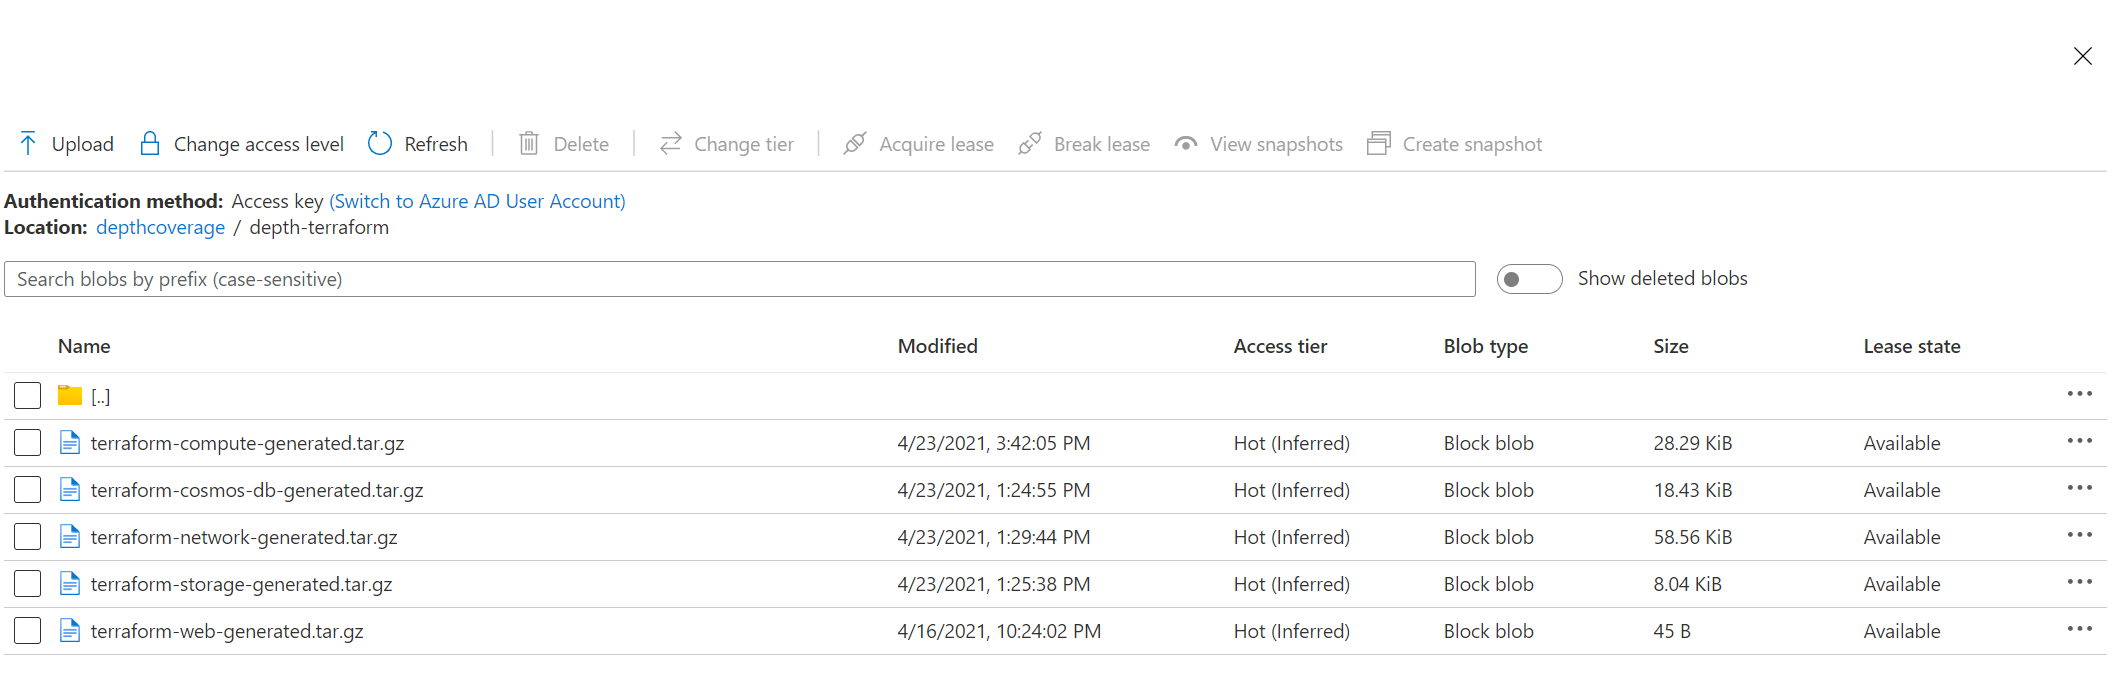 Upload Change access level Refresh Delete Change tier Acquire lease Break lease View snapshots Create snapshot
Authentication method: Access key (Switch to Azure AD User Account)
Location: depthcoverage / depth-terraform
Search blobs by prefix (case-sensitive) Show deleted blobs
Name Modified Access tier Blob type Size Lease state
[..]
terraform-compute-generated.tar.gz 4/23/2021, 3:42:05 PM Hot (Inferred) Block blob 28.29 KiB Available
terraform-cosmos-db-generated.tar.gz 4/23/2021, 1:24:55 PM Hot (Inferred) Block blob 18.43 KiB Available
terraform-network-generated.tar.gz 4/23/2021, 1:29:44 PM Hot (Inferred) Block blob 58.56 KiB Available
terraform-storage-generated.tar.gz 4/23/2021, 1:25:38 PM Hot (Inferred) Block blob 8.04 KiB Available
terraform-web-generated.tar.gz 4/16/2021, 10:24:02 PM Hot (Inferred) Block blob 45 B Available